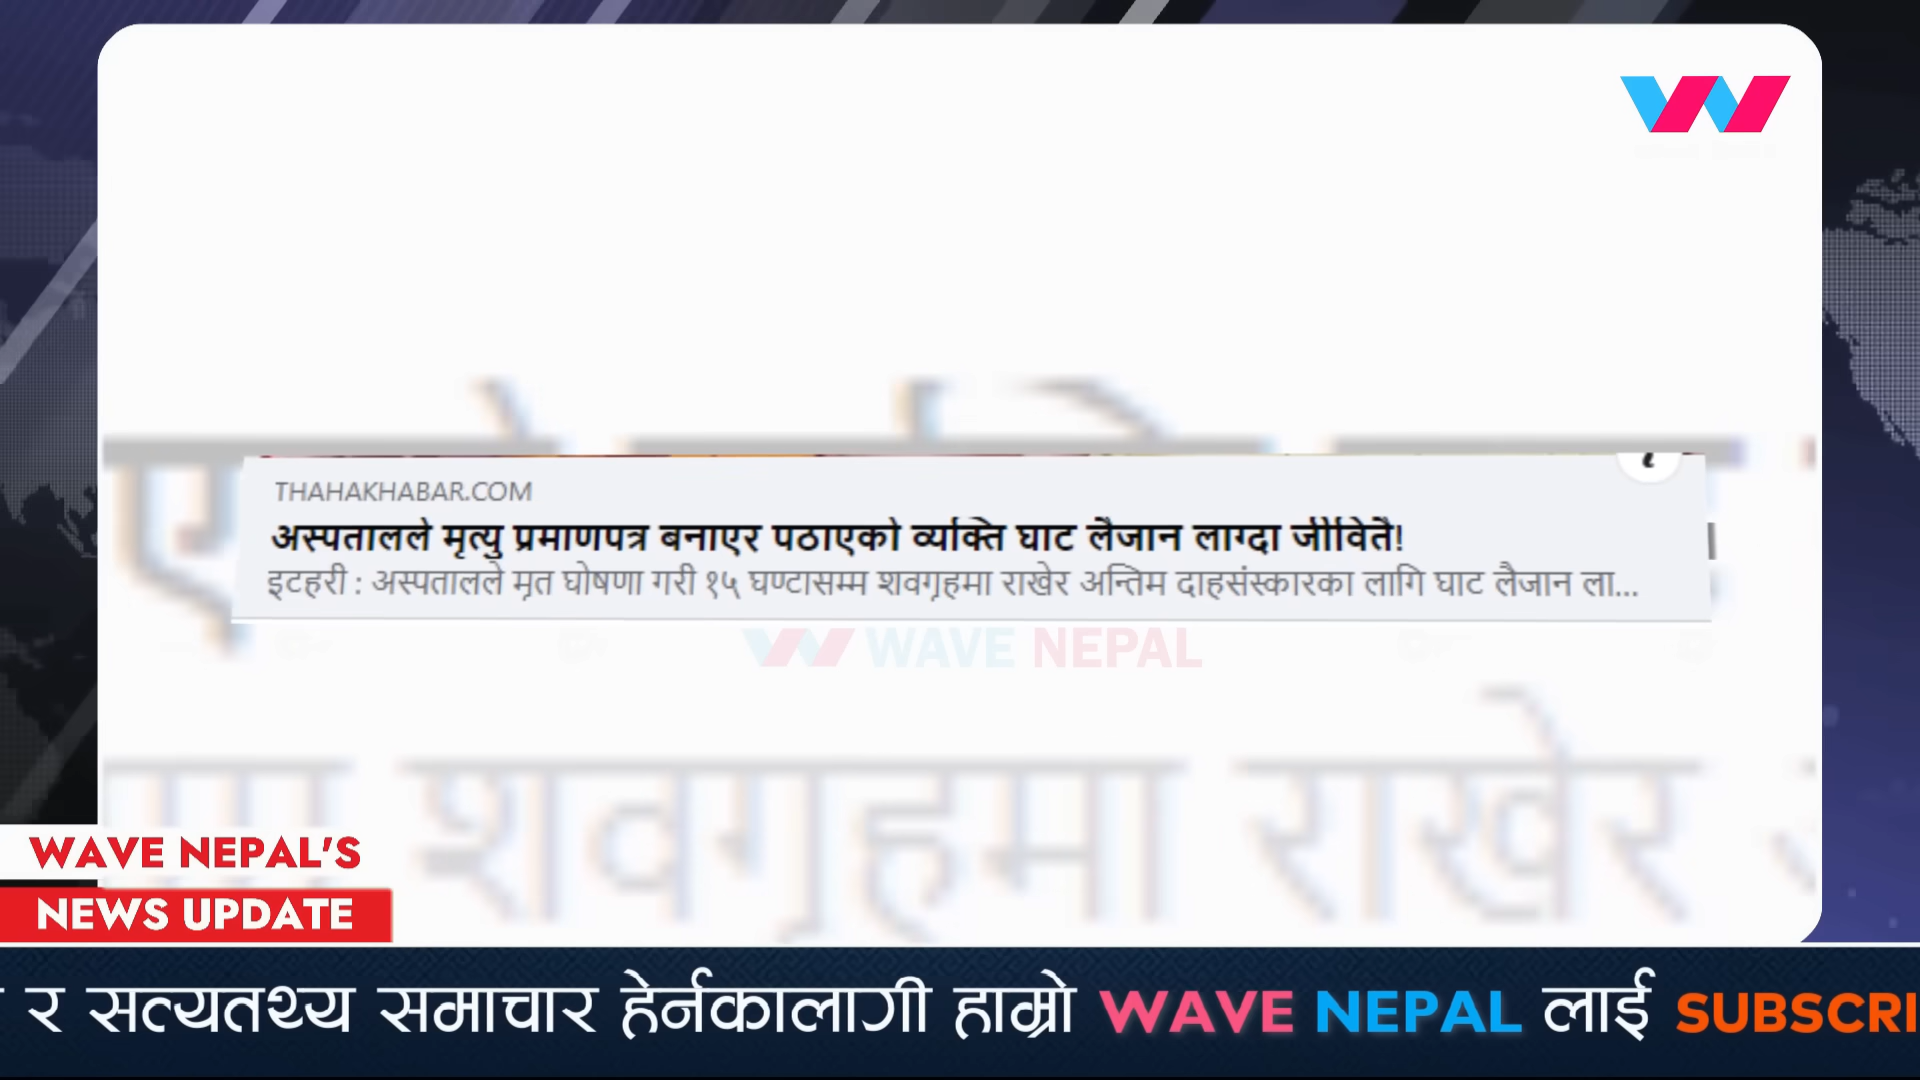 THAHAKHABAR.COM
अस्पतालले मृत्यु प्रमाणपत्र बनाएर पठाएको व्यक्ति घाट लैजान लाग्दा जीवितै!
इटहरी : अस्पतालले मृत घोषणा गरी १५ घण्टासम्म शवगृहमा राखेर अन्तिम दाहसंस्कारका लागि घाट लैजान ला...
WAVE NEPAL
शवगृहमा राखेर
WAVE NEPAL'S
NEWS UPDATE
र सत्यतथ्य समाचार हेर्नकालागी हाम्रो WAVE NEPAL लाई SUBSCRI